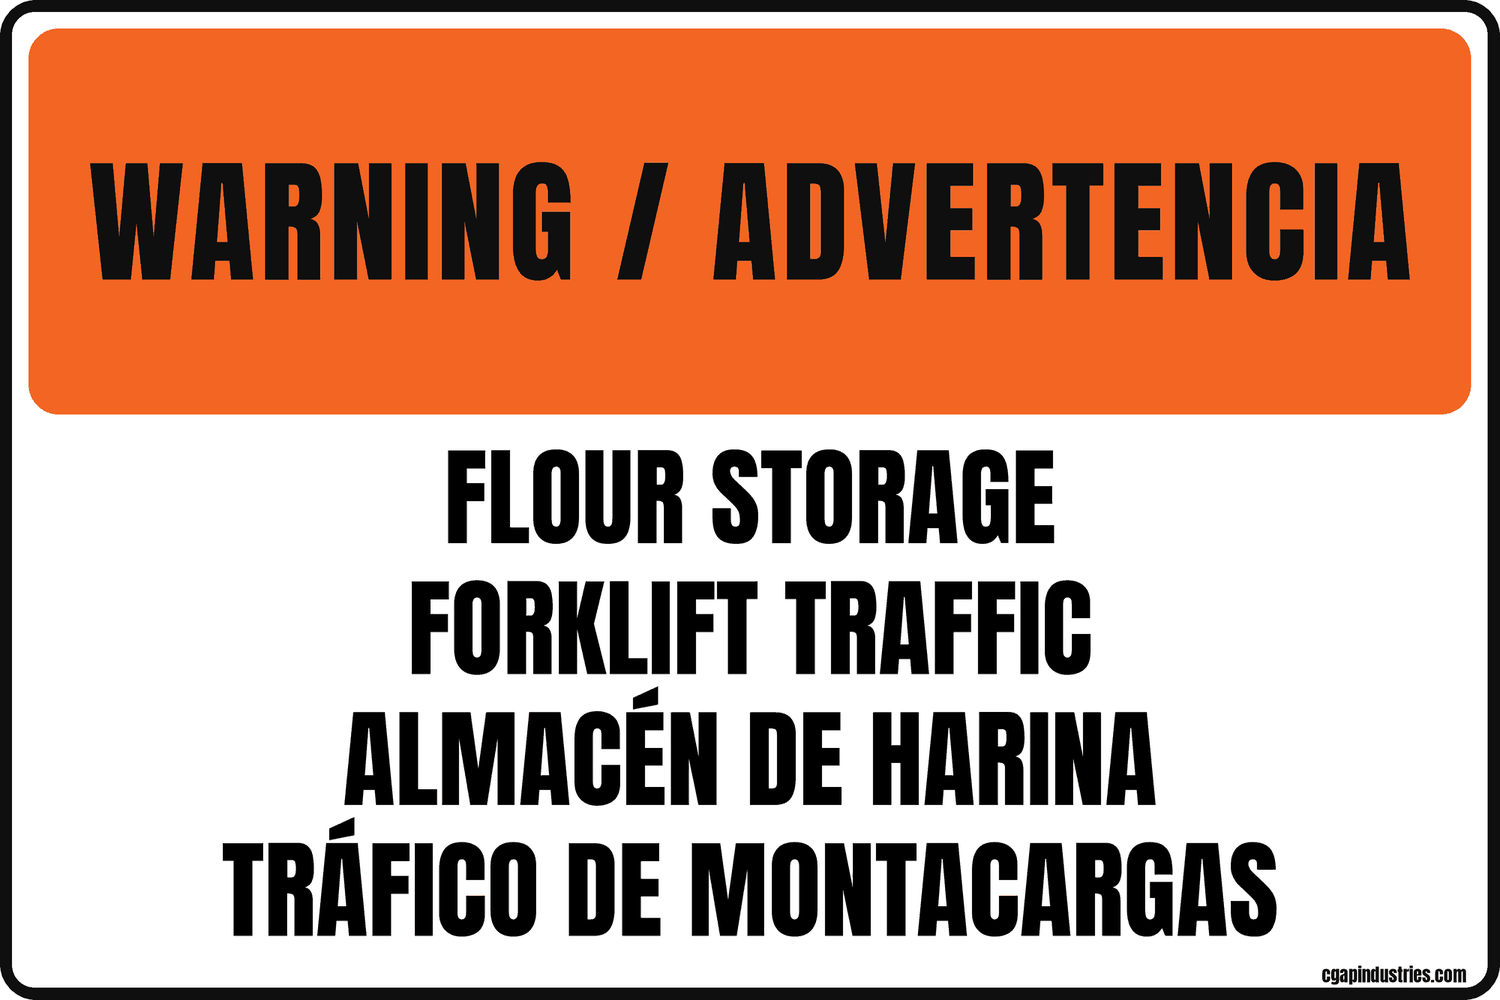 WARNING / ADVERTENCIA
FLOUR STORAGE
FORKLIFT TRAFFIC
ALMACÉN DE HARINA
TRÁFICO DE MONTACARGAS
cgapindustries.com